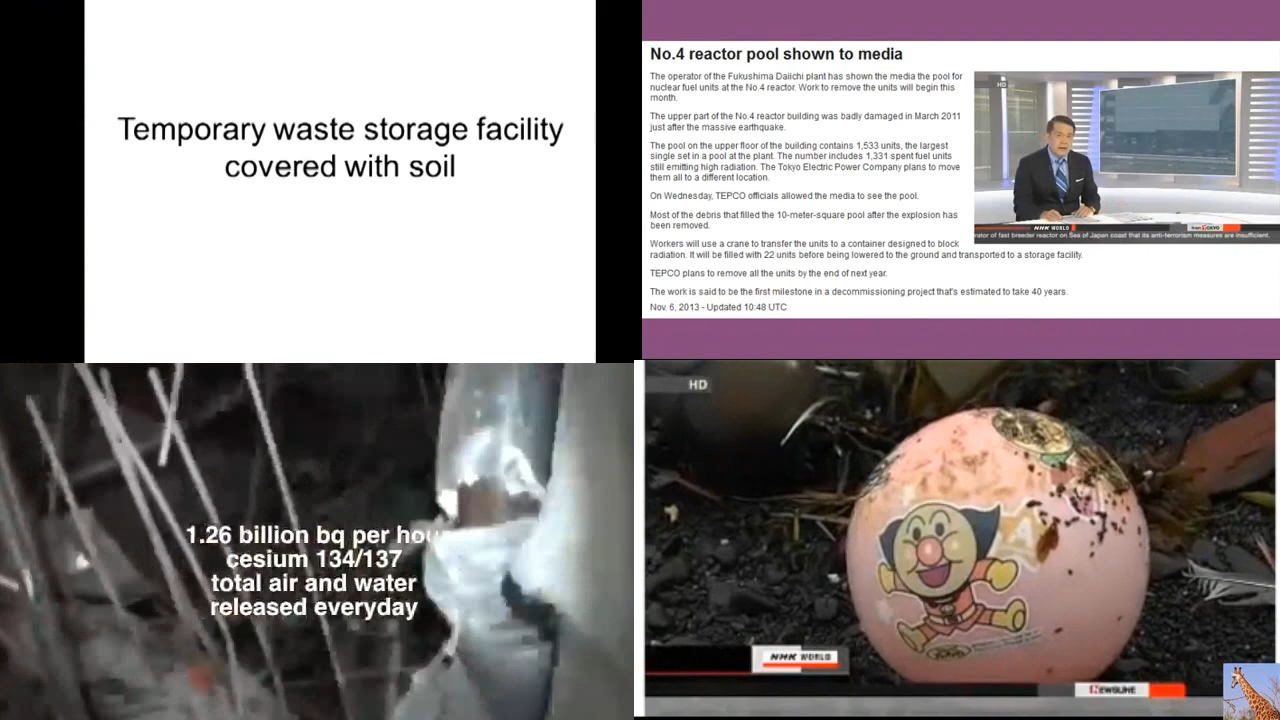 Temporary waste storage facility
covered with soil
No.4 reactor pool shown to media
The operator of the Fukushima Daiichi plant has shown the media the pool for
nuclear fuel units at the No.4 reactor. Work to remove the units will begin this
month.
The upper part of the No.4 reactor building was badly damaged in March 2011
just after the massive earthquake.
The pool on the upper floor of the building contains 1,533 units, the largest
single set in a pool at the plant. The number includes 1,331 spent fuel units
still emitting high radiation. The Tokyo Electric Power Company plans to move
them all to a different location.
On Wednesday, TEPCO officials allowed the media to see the pool.
Most of the debris that filled the 10-meter-square pool after the explosion has
been removed.
Workers will use a crane to transfer the units to a container designed to block
radiation. It will be filled with 22 units before being lowered to the ground and transported to a storage facility.
TEPCO plans to remove all the units by the end of next year.
The work is said to be the first milestone in a decommissioning project that's estimated to take 40 years.
Nov. 6, 2013 - Updated 10:48 UTC
HD
NHK WORLD
from TOKYO
rator of fast breeder reactor on Sea of Japan coast that its anti-terrorism measures are insufficient.
1.26 billion bq per hou
cesium 134/137
total air and water
released everyday
HD
NHK WORLD
NEWSLINE